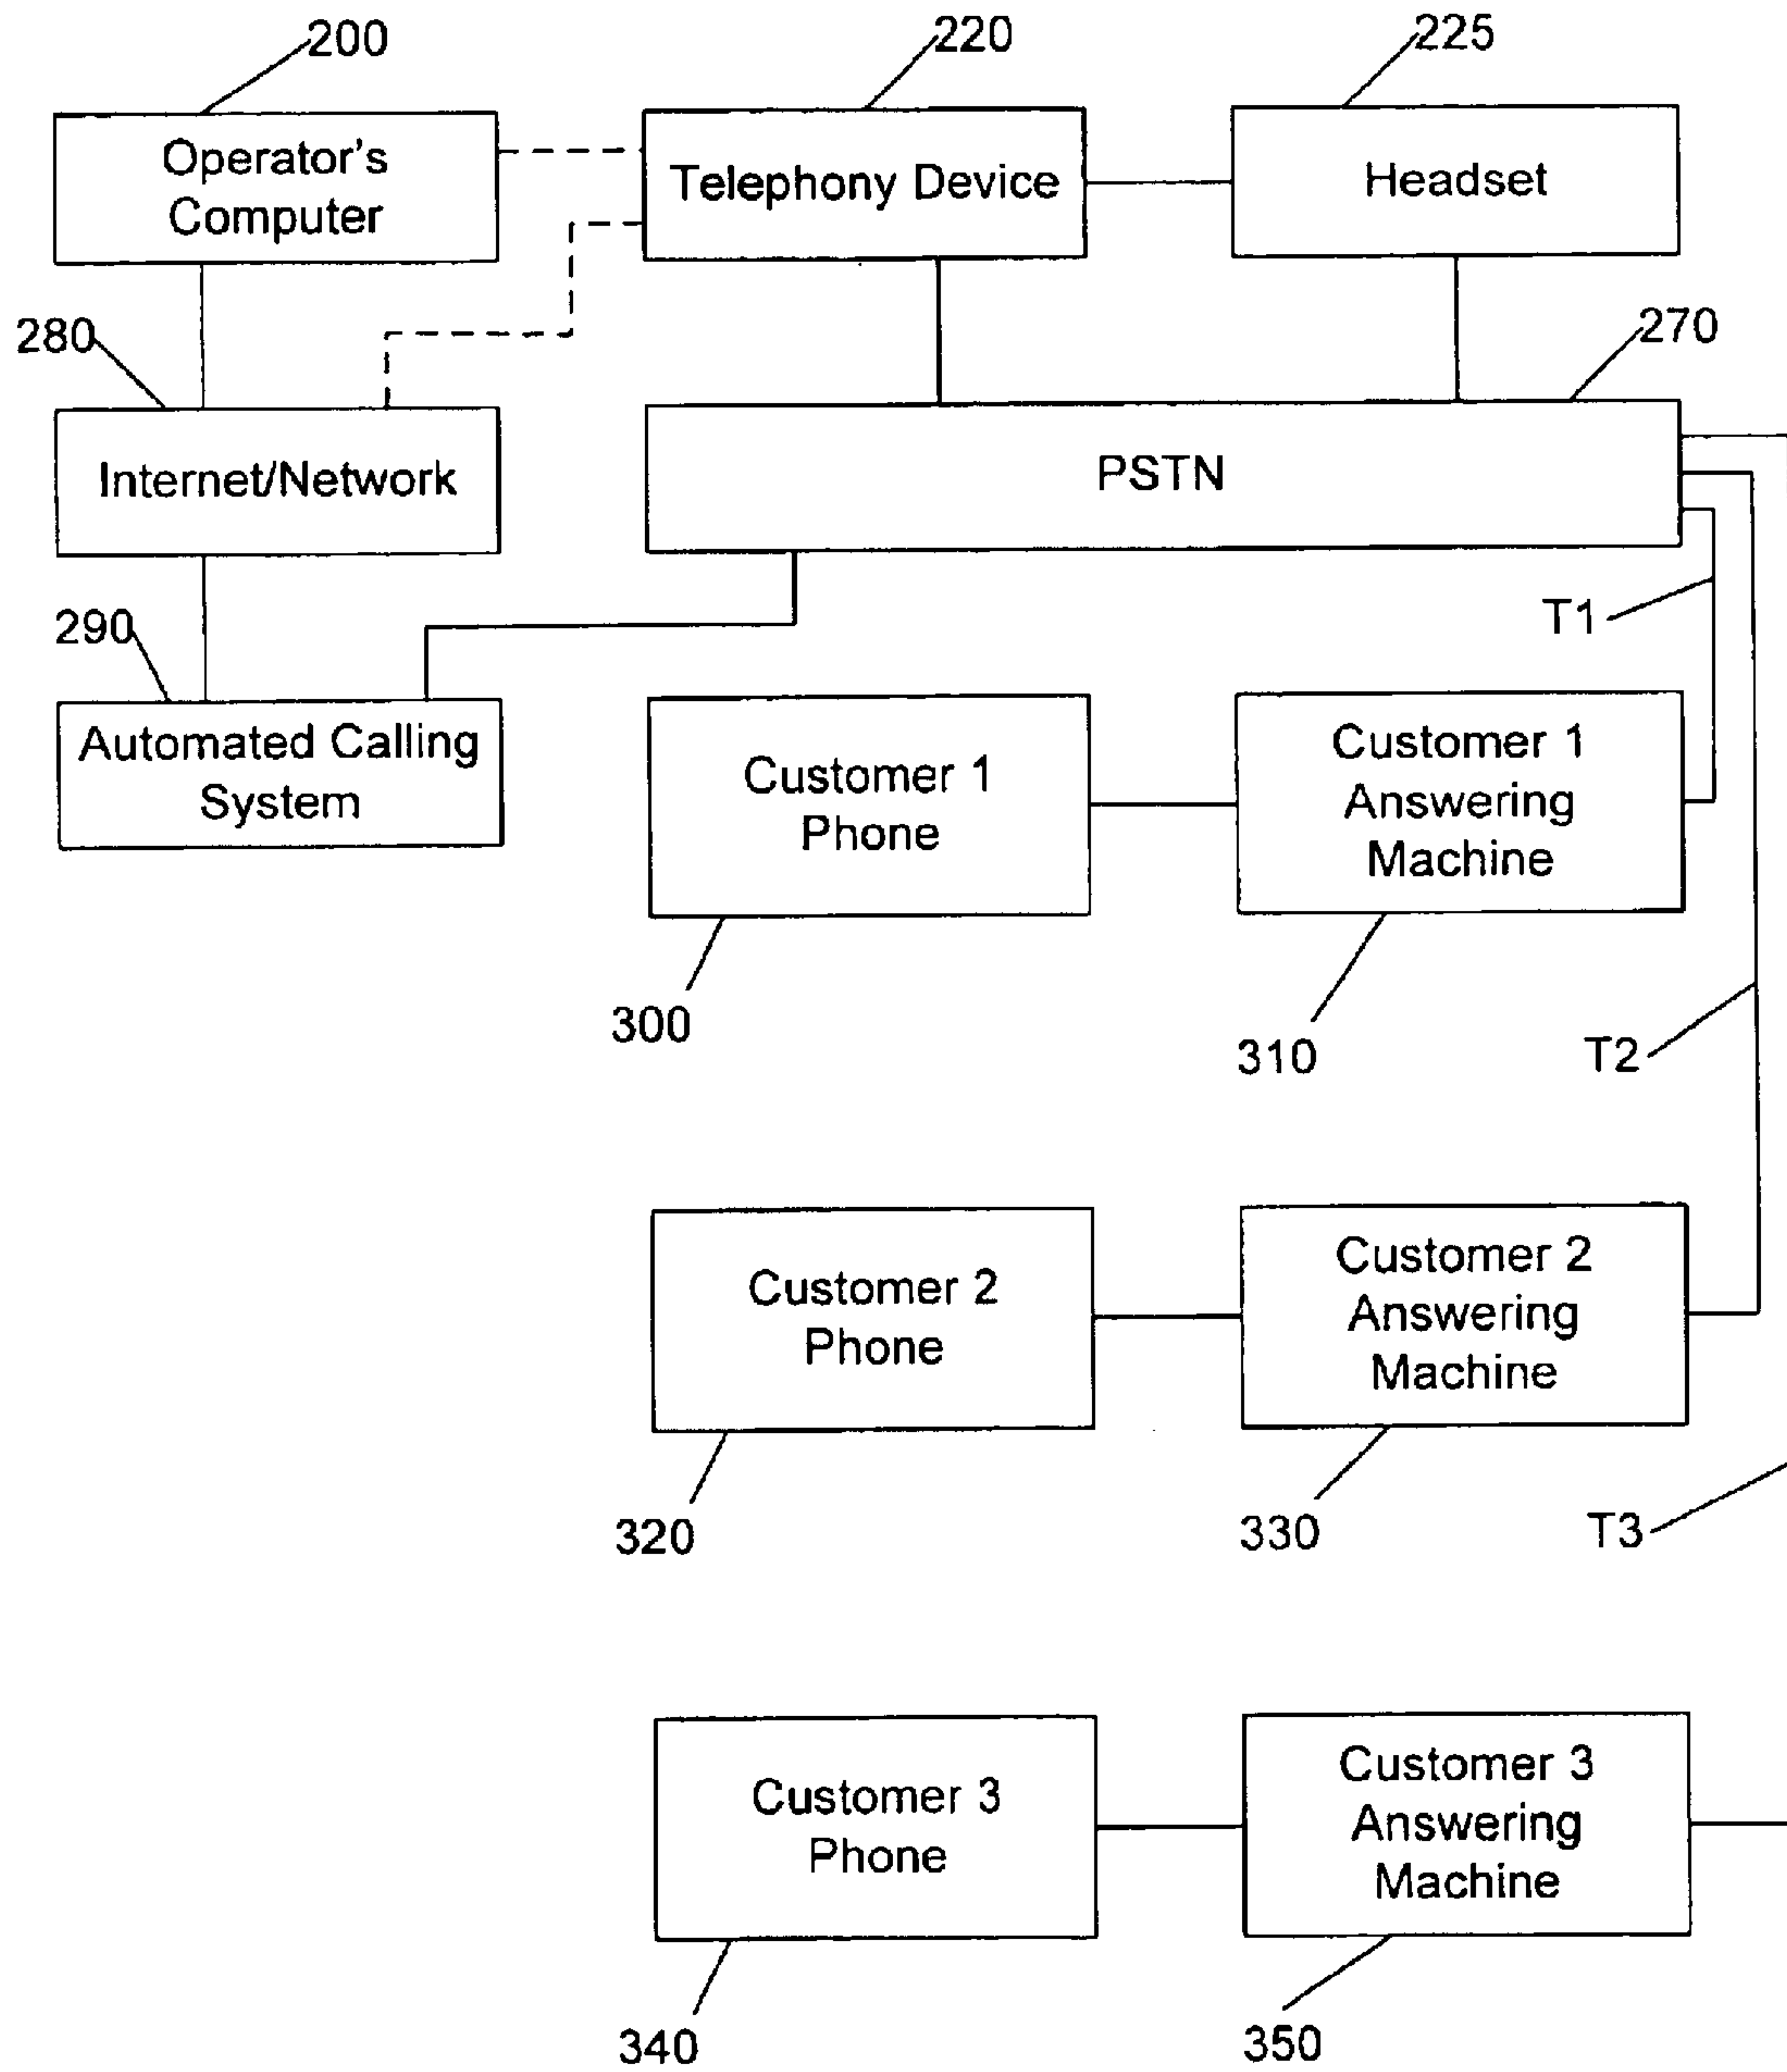 200
220
225
Operator's
Computer
Telephony Device
Headset
280
270
Internet/Network
PSTN
290
T1
Automated Calling
System
Customer 1
Phone
Customer 1
Answering
Machine
300
310
T2
Customer 2
Phone
Customer 2
Answering
Machine
320
330
T3
Customer 3
Phone
Customer 3
Answering
Machine
340
350